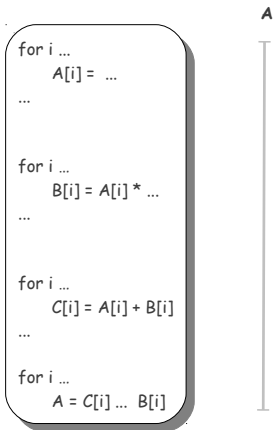 A
for i ...
A[i] = ...
...
for i ...
B[i] = A[i] * ...
...
for i ...
C[i] = A[i] + B[i]
...
for i ...
A = C[i] ... B[i]